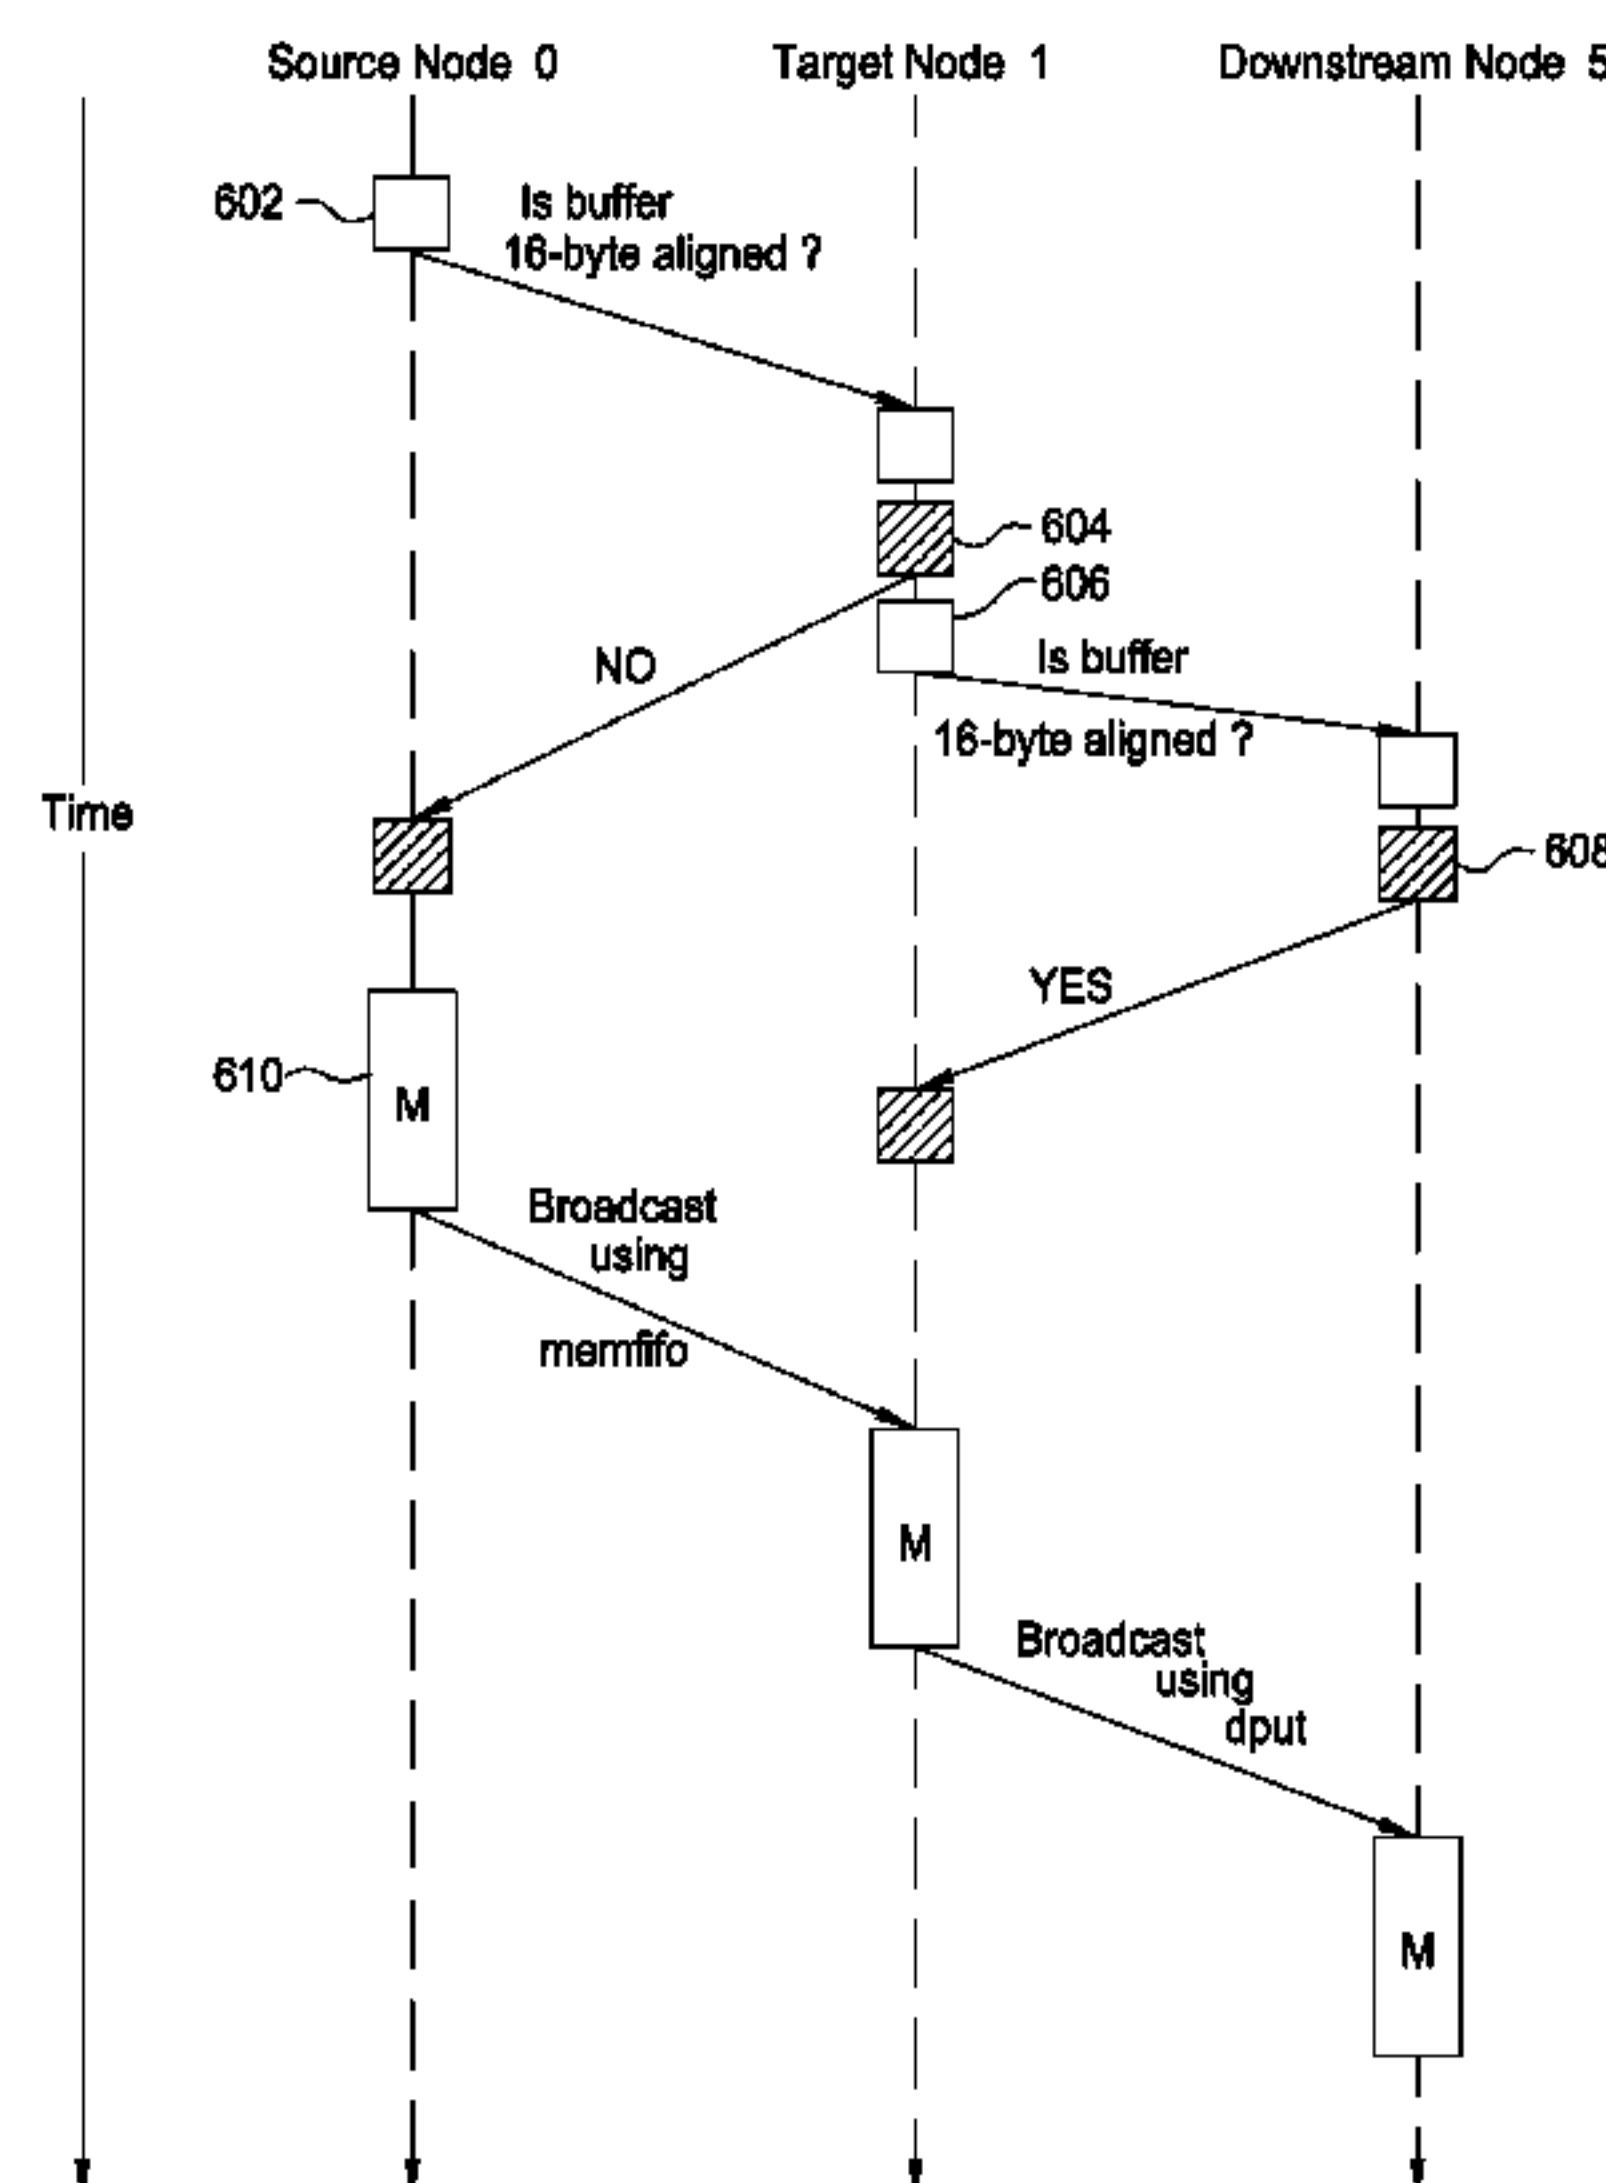 Source Node 0
Target Node 1
Downstream Node 5
602
Is buffer
16-byte aligned ?
604
606
NO
Is buffer
16-byte aligned ?
Time
608
YES
610
M
Broadcast
using
memfifo
M
Broadcast
using
dput
M